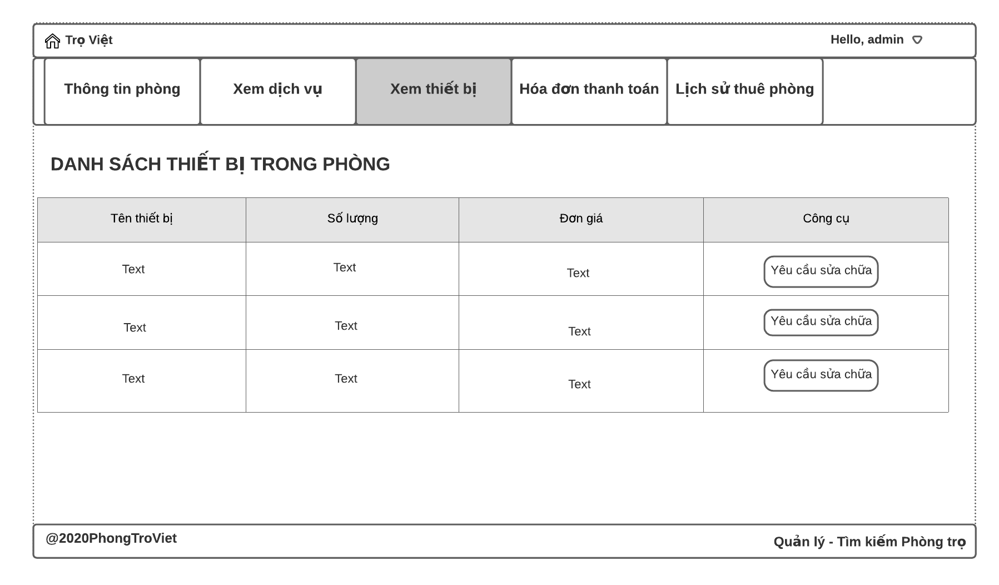 Trọ Việt
Hello, admin
Thông tin phòng
Xem dịch vụ
Xem thiết bị
Hóa đơn thanh toán
Lịch sử thuê phòng
DANH SÁCH THIẾT BỊ TRONG PHÒNG
Tên thiết bị
Số lượng
Đơn giá
Công cụ
Text
Text
Text
Yêu cầu sửa chữa
Text
Text
Text
Yêu cầu sửa chữa
Text
Text
Text
Yêu cầu sửa chữa
@2020PhongTroViet
Quản lý - Tìm kiếm Phòng trọ